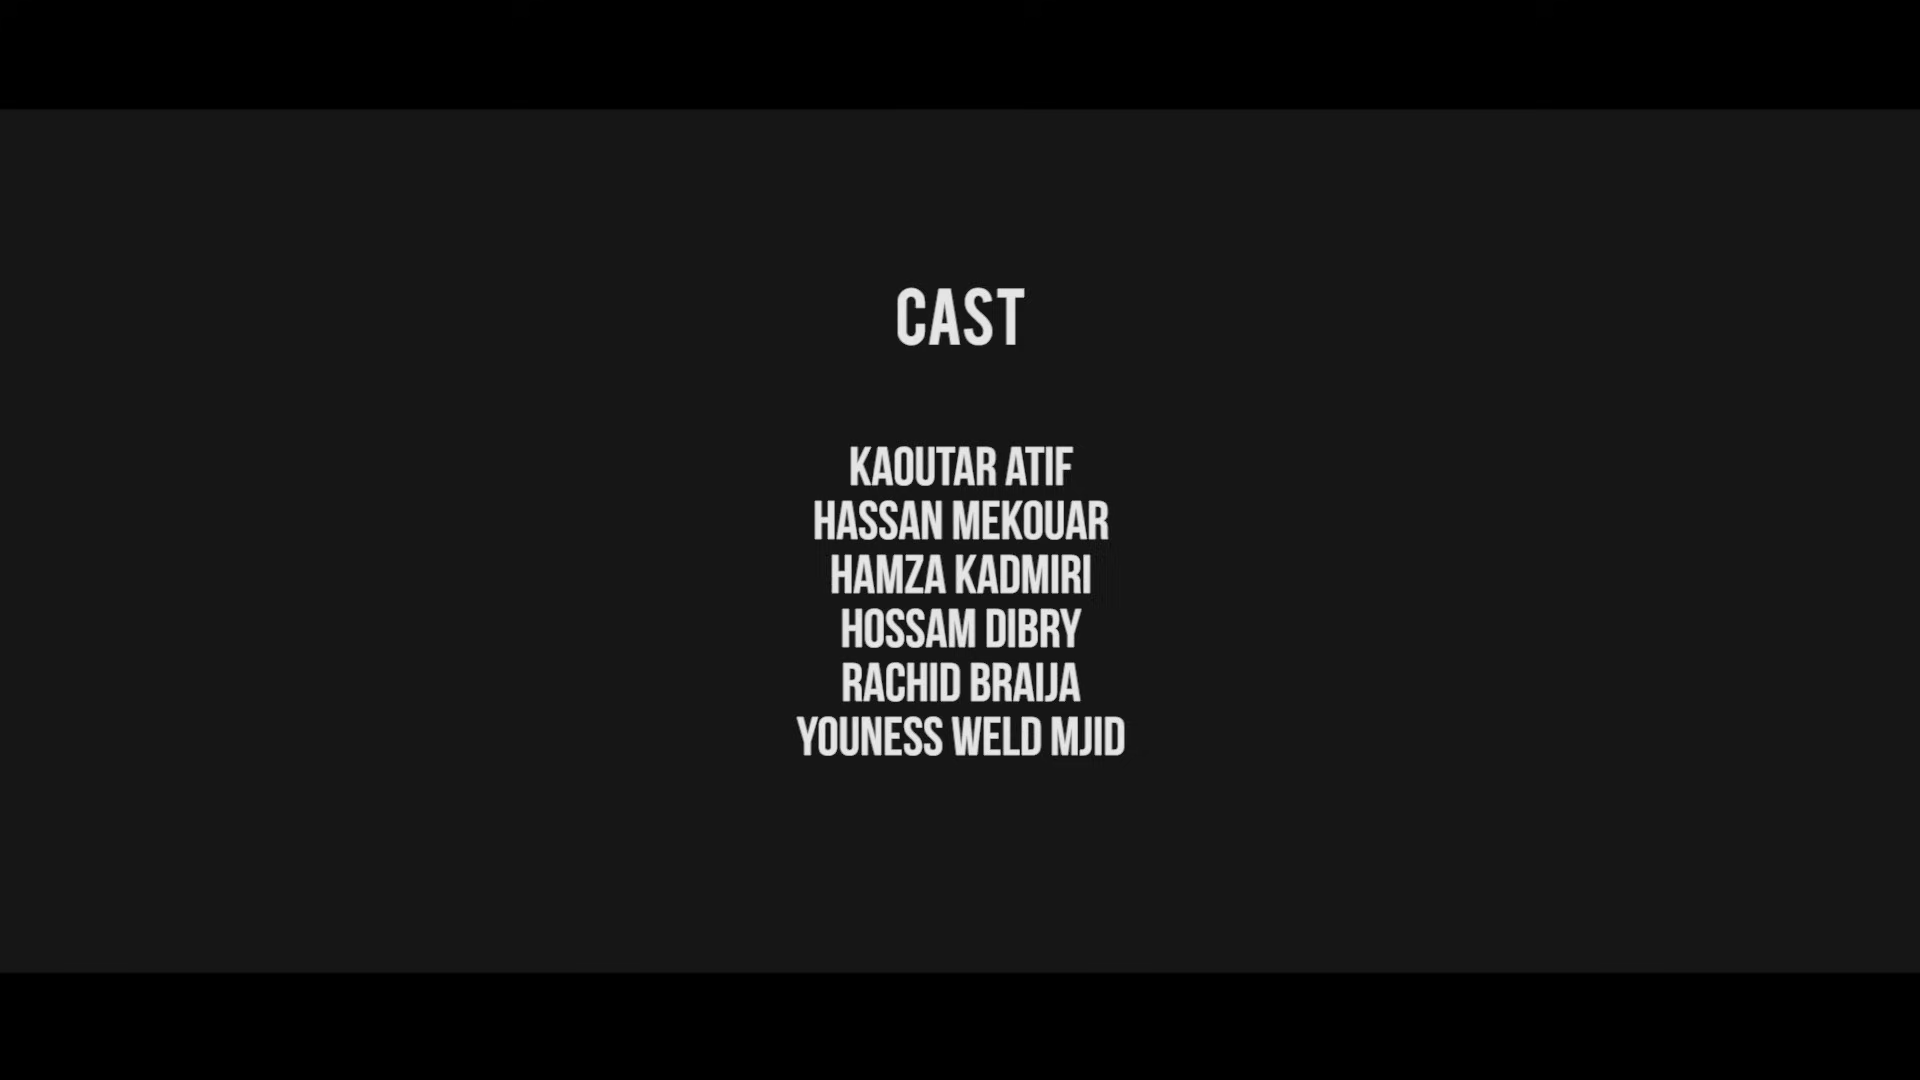 CAST
KAOUTAR ATIF
HASSAN MEKOUAR
HAMZA KADMIRI
HOSSAM DIBRY
RACHID BRAIJA
YOUNESS WELD MJID